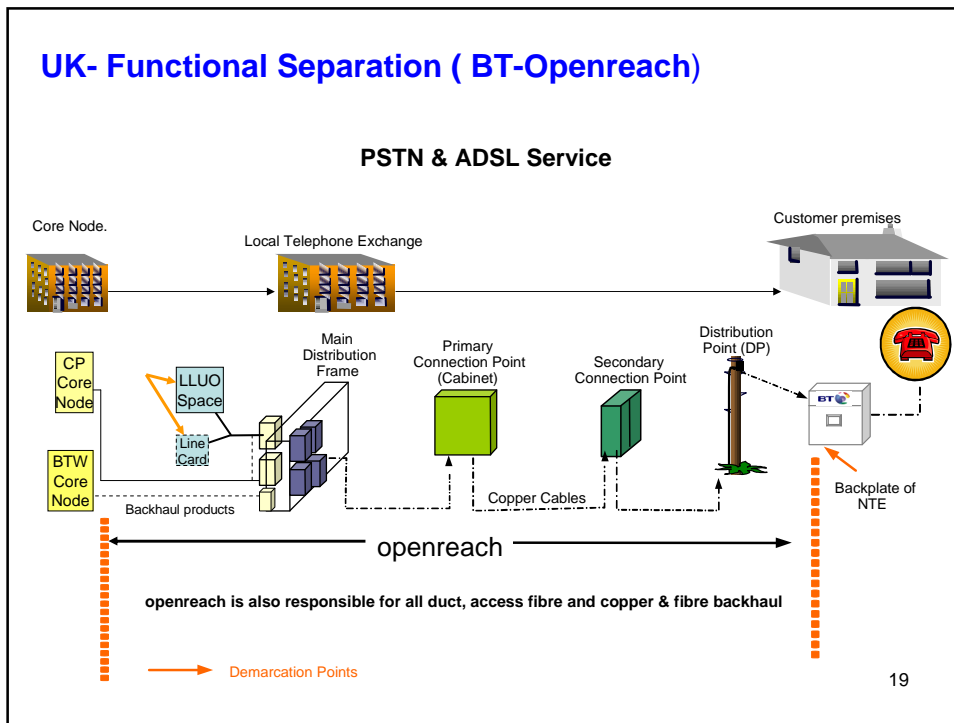 UK- Functional Separation ( BT-Openreach)
PSTN & ADSL Service
Core Node.
Local Telephone Exchange
Customer premises
Main
Distribution
Frame
Primary
Connection Point
(Cabinet)
Secondary
Connection Point
Distribution
Point (DP)
CP
Core
Node
LLUO
Space
Line
Card
BT
BTW
Core
Node
Backhaul products
Copper Cables
Backplate of
NTE
openreach
openreach is also responsible for all duct, access fibre and copper & fibre backhaul
Demarcation Points
19